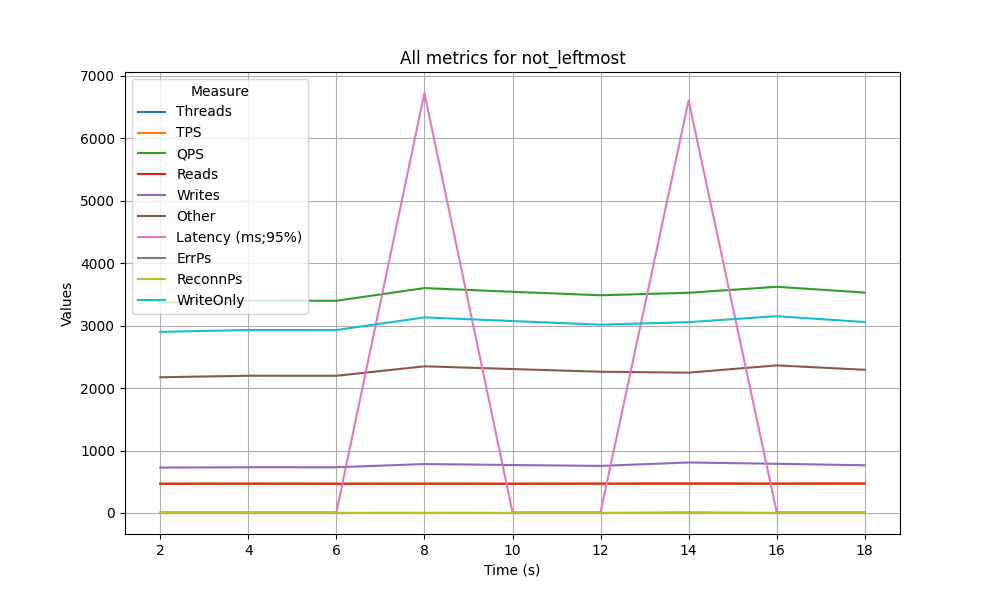 All metrics for not_leftmost
7000
6000
5000
4000
3000
2000
1000
0
Values
Measure
Threads
TPS
QPS
Reads
Writes
Other
Latency (ms;95%)
ErrPs
ReconnPs
WriteOnly
2 4 6 8 10 12 14 16 18
Time (s)